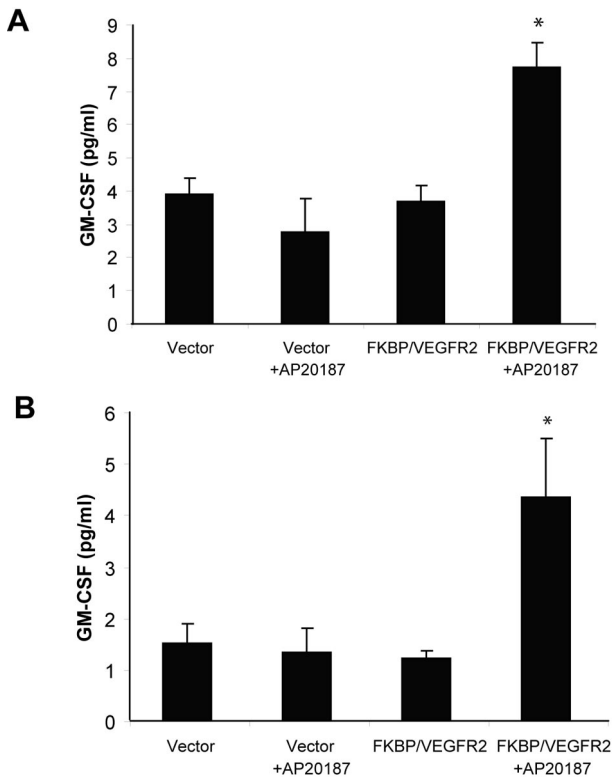 A
9
8
7
6
5
4
3
2
1
0
GM-CSF (pg/ml)
*
Vector
Vector
+AP20187
FKBP/VEGFR2
FKBP/VEGFR2
+AP20187
B
6
5
4
3
2
1
0
GM-CSF (pg/ml)
*
Vector
Vector
+AP20187
FKBP/VEGFR2
FKBP/VEGFR2
+AP20187